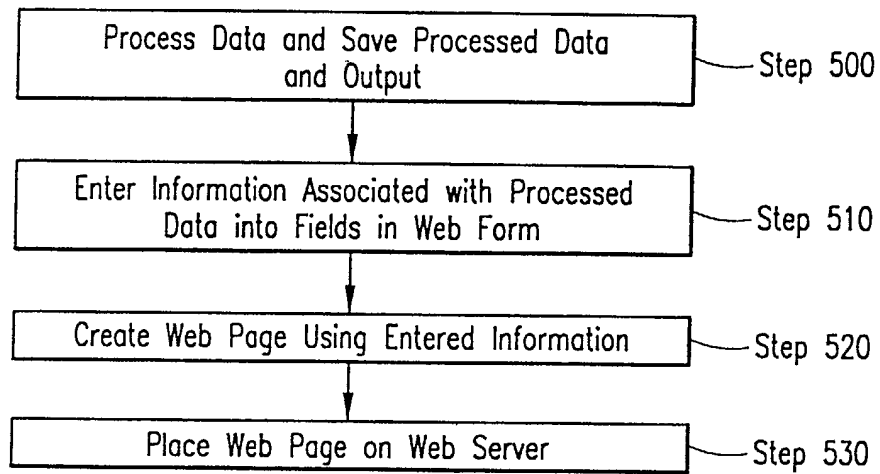 Process Data and Save Processed Data
and Output
Step 500
Enter Information Associated with Processed
Data into Fields in Web Form
Step 510
Create Web Page Using Entered Information
Step 520
Place Web Page on Web Server
Step 530